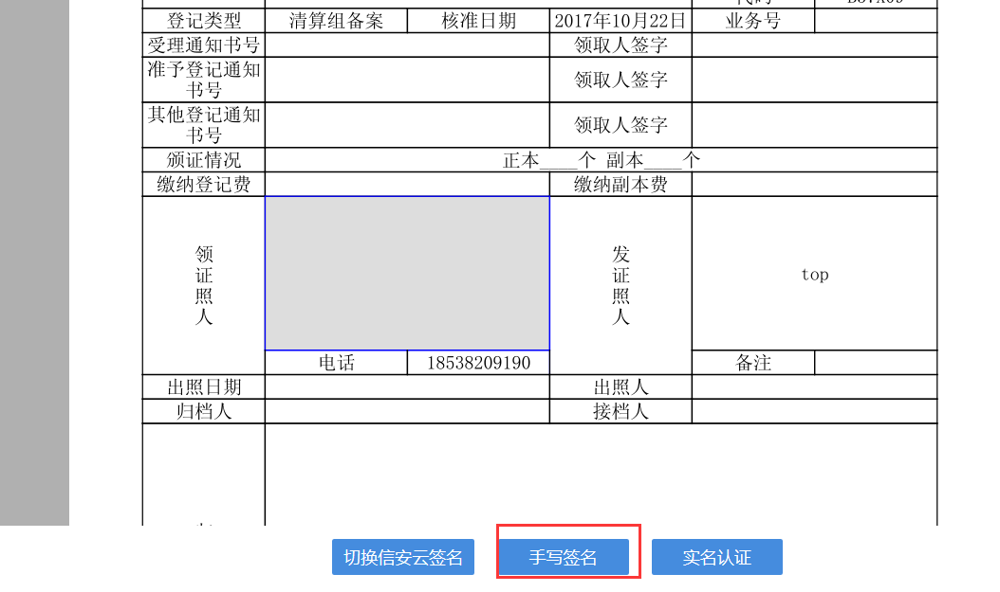 登记类型 清算组备案 核准日期 2017年10月22日 业务号
受理通知书号 领取人签字
准予登记通知
书号 领取人签字
其他登记通知
书号 领取人签字
颁证情况 正本____个 副本____个
缴纳登记费 缴纳副本费
领
证
照
人
发
证
照
人
top
电话 18538209190 备注
出照日期 出照人
归档人 接档人
切换信安云签名 手写签名 实名认证